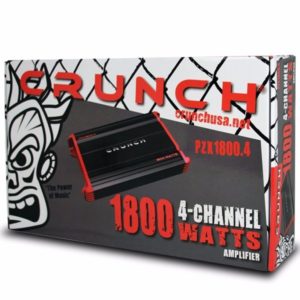 CRUNCH
crunchusa.net
PZX1800.4
CRUNCH
"The Power
of Music"
1800 4-CHANNEL
WATTS
AMPLIFIER